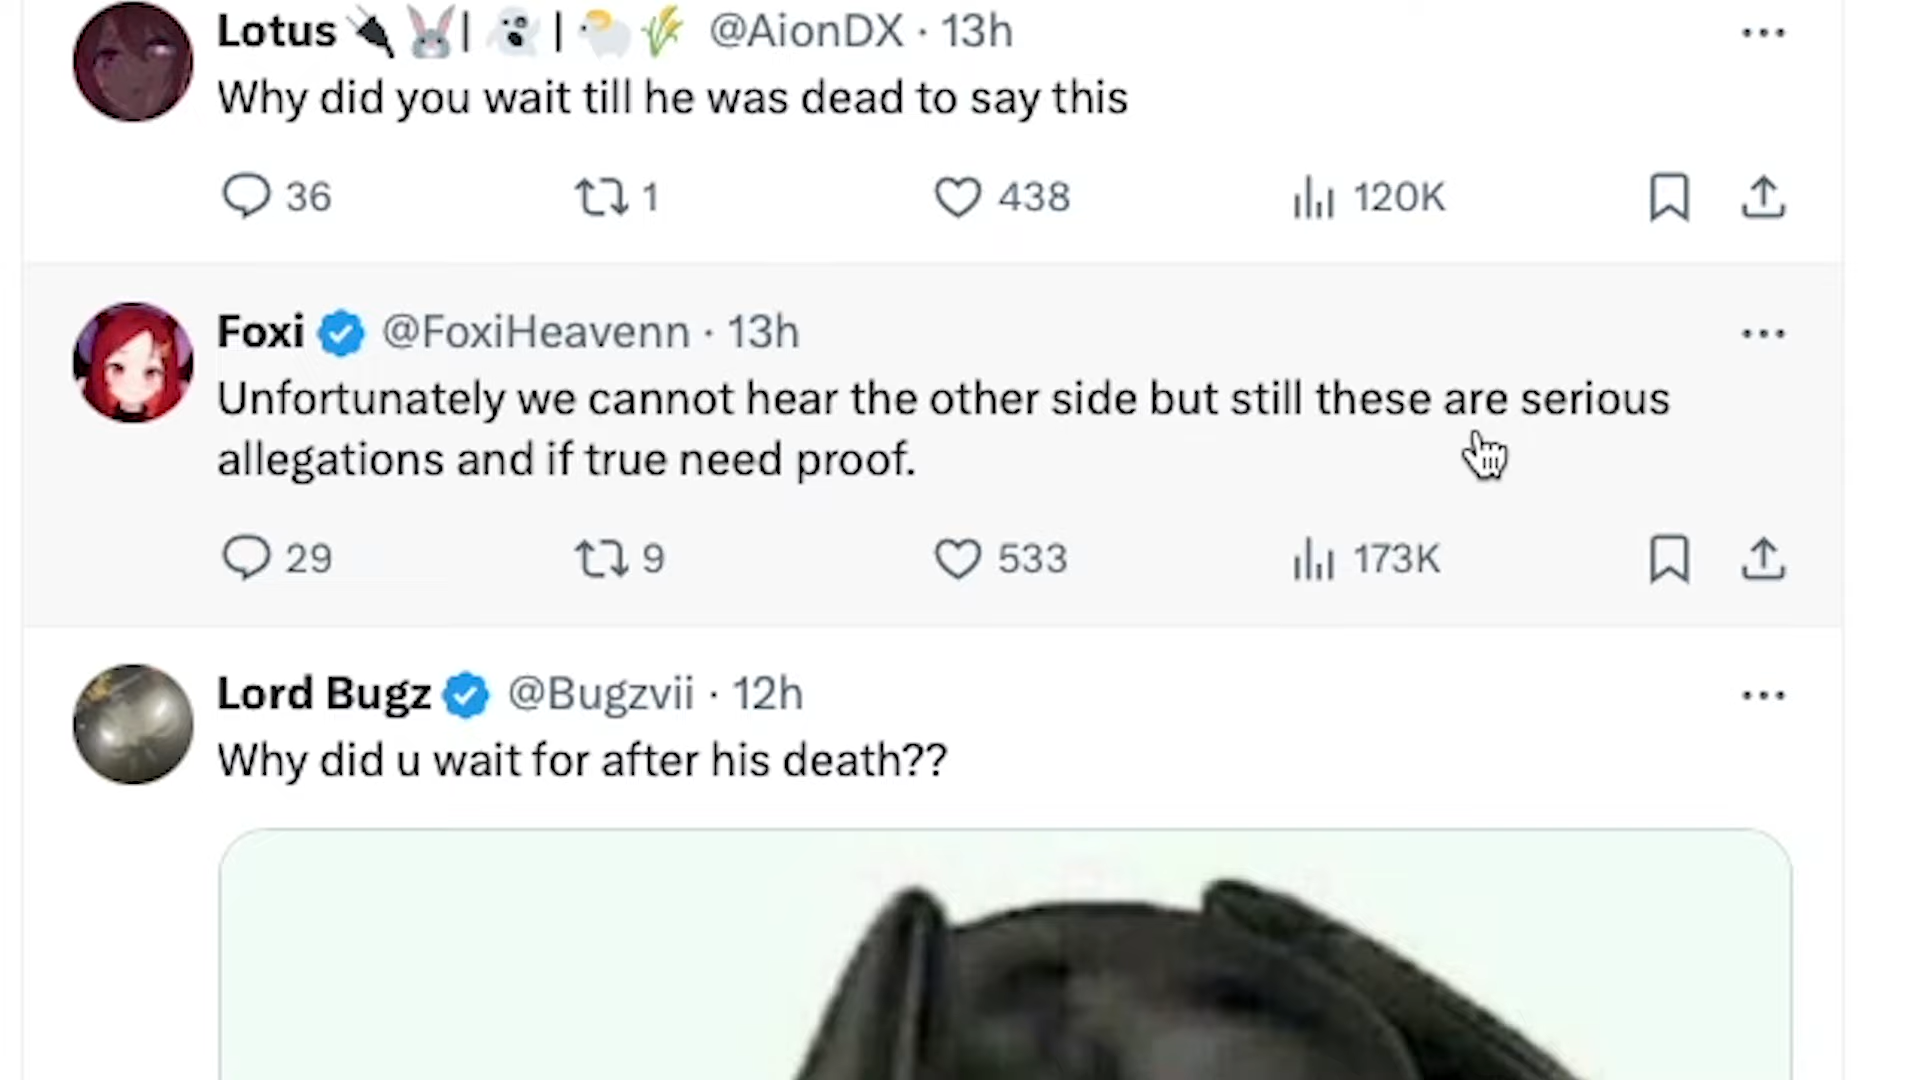 Lotus 🔌🐰| 👻 | 🐏🌾 @AionDX · 13h
Why did you wait till he was dead to say this
36 1 438 120K
Foxi @FoxiHeavenn · 13h
Unfortunately we cannot hear the other side but still these are serious
allegations and if true need proof.
29 9 533 173K
Lord Bugz @Bugzvii · 12h
Why did u wait for after his death??